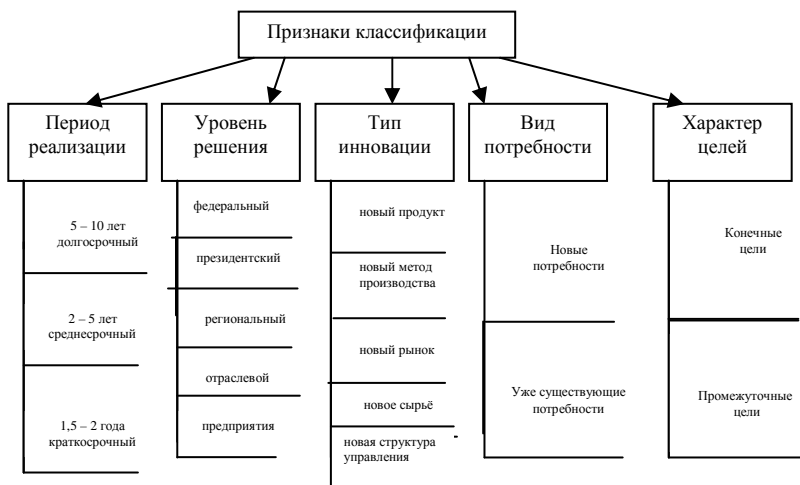 Признаки классификации
Период
реализации
Уровень
решения
Тип
инновации
Вид
потребности
Характер
целей
5 – 10 лет
долгосрочный
2 – 5 лет
среднесрочный
1,5 – 2 года
краткосрочный
федеральный
президентский
региональный
отраслевой
предприятия
новый продукт
новый метод
производства
новый рынок
новое сырьё
новая структура
управления
Новые
потребности
Уже существующие
потребности
Конечные
цели
Промежуточные
цели